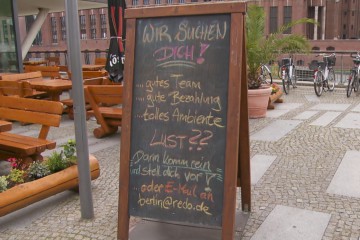 WIR SUCHEN
DICH!
...gutes Team
...gute Bezahlung
...tolles Ambiente
LUST??
Dann komm rein
und stell dich vor!
...oder E-Mail an
berlin@redo.de